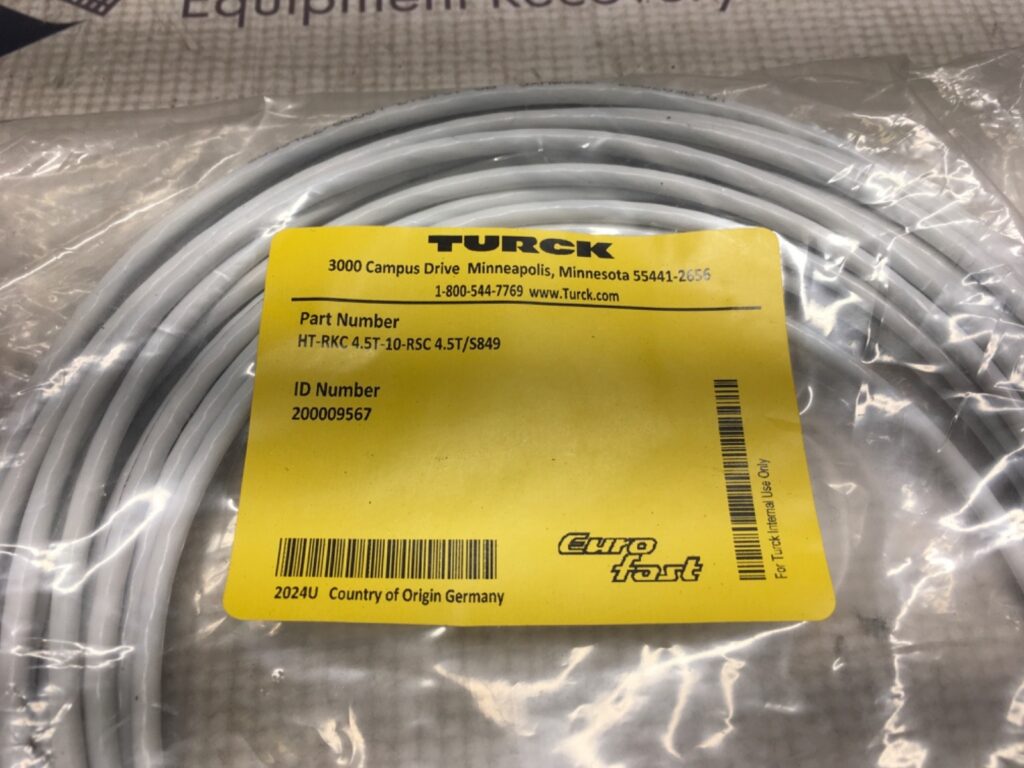 Equipment Recovery
TURCK
3000 Campus Drive Minneapolis, Minnesota 55441-2656
1-800-544-7769 www.Turck.com
Part Number
HT-RKC 4.5T-10-RSC 4.5T/S849
ID Number
200009567
For Turck Internal Use Only
Euro
fast
2024U Country of Origin Germany